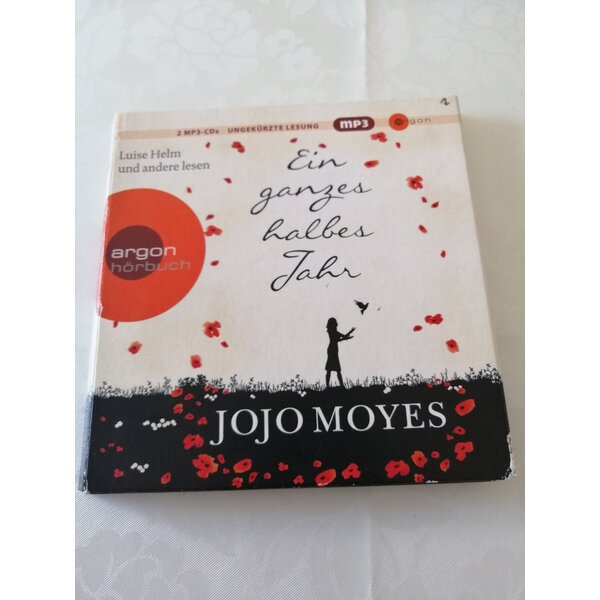 2
2 MP3-CDs UNGEKÜRZTE LESUNG MP3 argon
Luise Helm
und andere lesen
Ein
ganzes
halbes
Jahr
argon
hörbuch
JOJO MOYES